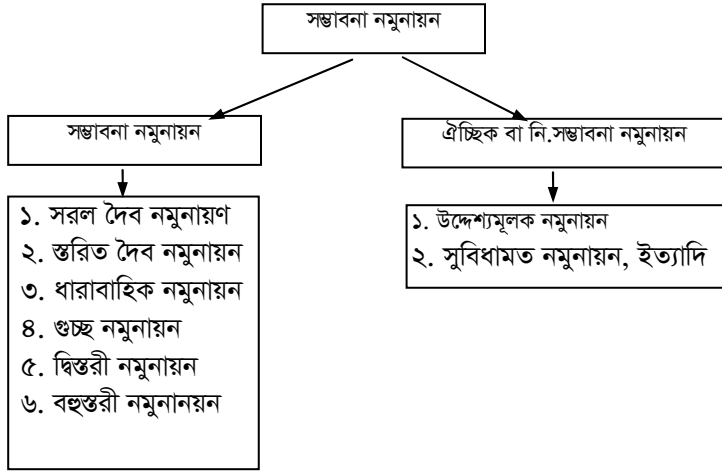 সম্ভাবনা নমুনায়ন
সম্ভাবনা নমুনায়ন
ঐচ্ছিক বা নি.সম্ভাবনা নমুনায়ন
১. সরল দৈব নমুনায়ণ
২. স্তরিত দৈব নমুনায়ন
৩. ধারাবাহিক নমুনায়ন
৪. গুচ্ছ নমুনায়ন
৫. দ্বিস্তরী নমুনায়ন
৬. বহুস্তরী নমুনানয়ন
১. উদ্দেশ্যমূলক নমুনায়ন
২. সুবিধামত নমুনায়ন, ইত্যাদি